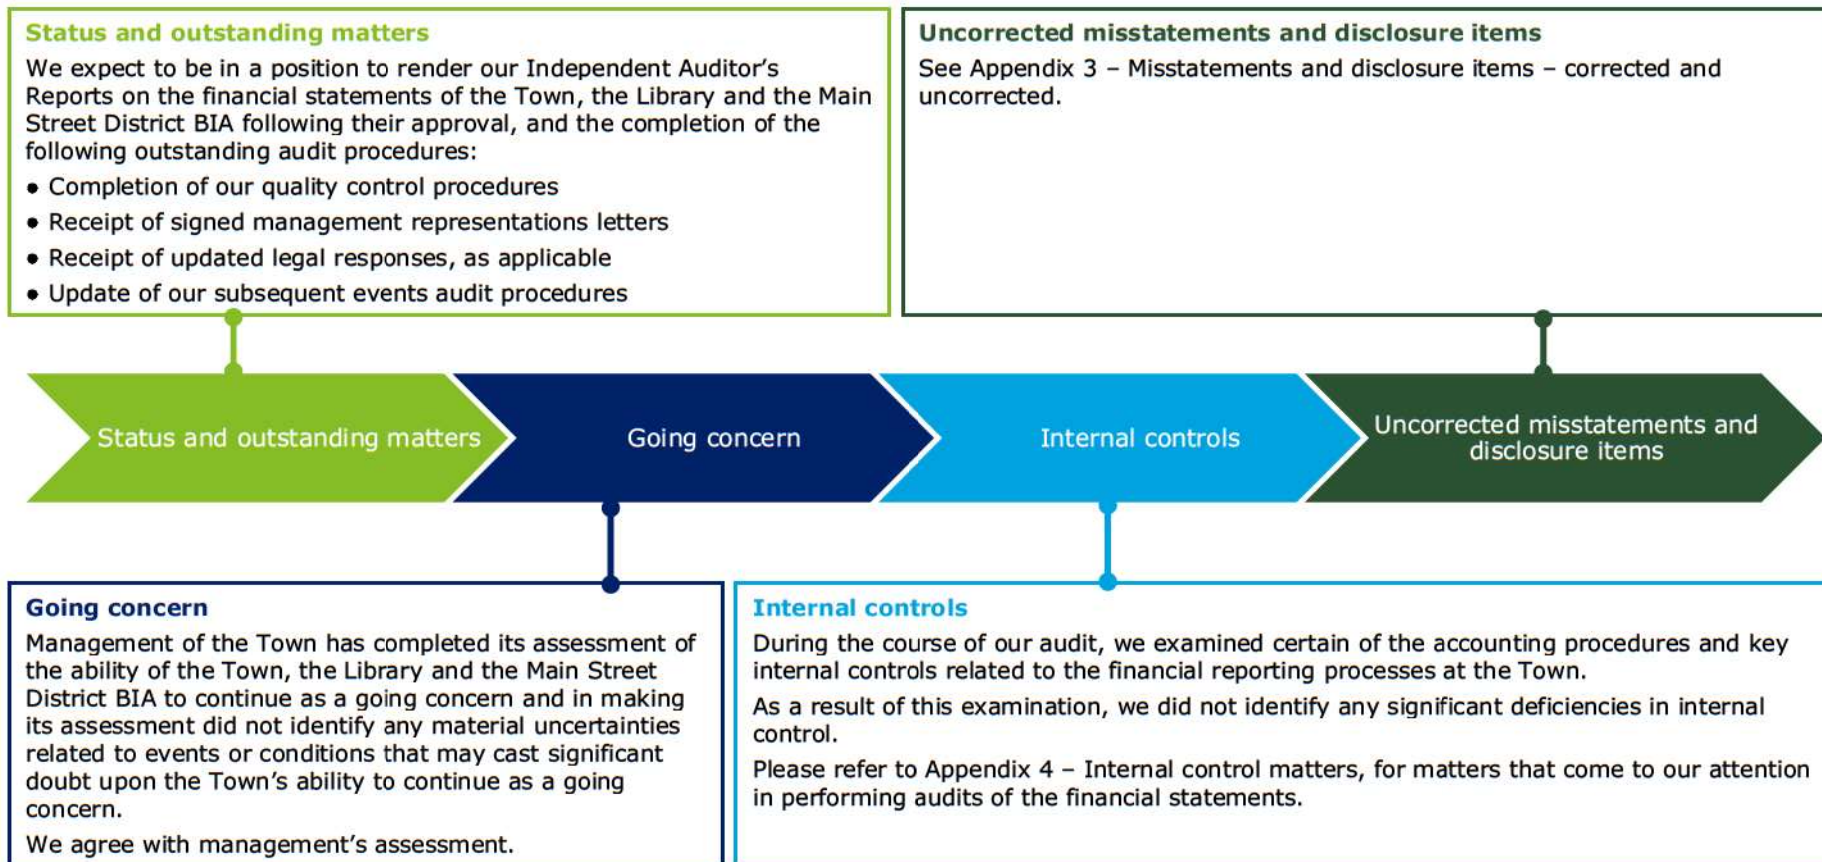 Status and outstanding matters
We expect to be in a position to render our Independent Auditor's
Reports on the financial statements of the Town, the Library and the Main
Street District BIA following their approval, and the completion of the
following outstanding audit procedures:
• Completion of our quality control procedures
• Receipt of signed management representations letters
• Receipt of updated legal responses, as applicable
• Update of our subsequent events audit procedures
Uncorrected misstatements and disclosure items
See Appendix 3 – Misstatements and disclosure items – corrected and
uncorrected.
Status and outstanding matters
Going concern
Internal controls
Uncorrected misstatements and
disclosure items
Going concern
Management of the Town has completed its assessment of
the ability of the Town, the Library and the Main Street
District BIA to continue as a going concern and in making
its assessment did not identify any material uncertainties
related to events or conditions that may cast significant
doubt upon the Town's ability to continue as a going
concern.
We agree with management's assessment.
Internal controls
During the course of our audit, we examined certain of the accounting procedures and key
internal controls related to the financial reporting processes at the Town.
As a result of this examination, we did not identify any significant deficiencies in internal
control.
Please refer to Appendix 4 – Internal control matters, for matters that come to our attention
in performing audits of the financial statements.